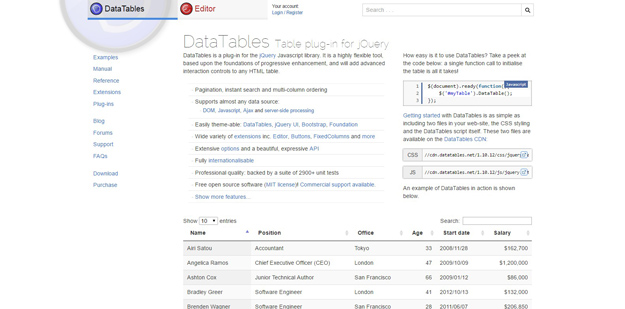 DataTables
Editor
Your account
Login / Register
Search . . .
DataTables Table plug-in for jQuery
DataTables is a plug-in for the jQuery Javascript library. It is a highly flexible tool,
based upon the foundations of progressive enhancement, and will add advanced
interaction controls to any HTML table.
Examples
Manual
Reference
Extensions
Plug-ins
Blog
Forums
Support
FAQs
Download
Purchase
Pagination, instant search and multi-column ordering
Supports almost any data source:
DOM, Javascript, Ajax and server-side processing
Easily theme-able: DataTables, jQuery UI, Bootstrap, Foundation
Wide variety of extensions inc. Editor, Buttons, FixedColumns and more
Extensive options and a beautiful, expressive API
Fully internationalisable
Professional quality: backed by a suite of 2900+ unit tests
Free open source software (MIT license)! Commercial support available.
Show more features...
How easy is it to use DataTables? Take a peek at
the code below: a single function call to initialise
the table is all it takes!
Javascript
1 $(document).ready(function(
2 $('#myTable').DataTable();
3 });
Getting started with DataTables is as simple as
including two files in your web-site, the CSS styling
and the DataTables script itself. These two files are
available on the DataTables CDN:
CSS //cdn.datatables.net/1.10.12/css/jquery
JS //cdn.datatables.net/1.10.12/js/jquery
An example of DataTables in action is shown
below.
Show 10 entries
Search:
Name Position Office Age Start date Salary
Airi Satou Accountant Tokyo 33 2008/11/28 $162,700
Angelica Ramos Chief Executive Officer (CEO) London 47 2009/10/09 $1,200,000
Ashton Cox Junior Technical Author San Francisco 66 2009/01/12 $86,000
Bradley Greer Software Engineer London 41 2012/10/13 $132,000
Brenden Wagner Software Engineer San Francisco 28 2011/06/07 $206,850